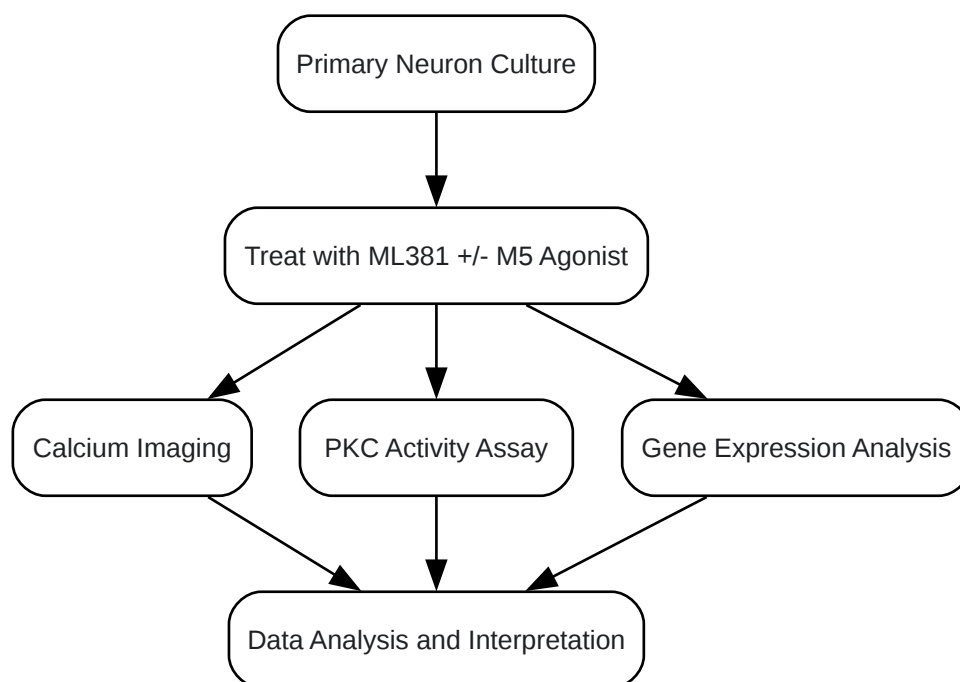 Primary Neuron Culture
Treat with ML381 +/- M5 Agonist
Calcium Imaging
PKC Activity Assay
Gene Expression Analysis
Data Analysis and Interpretation